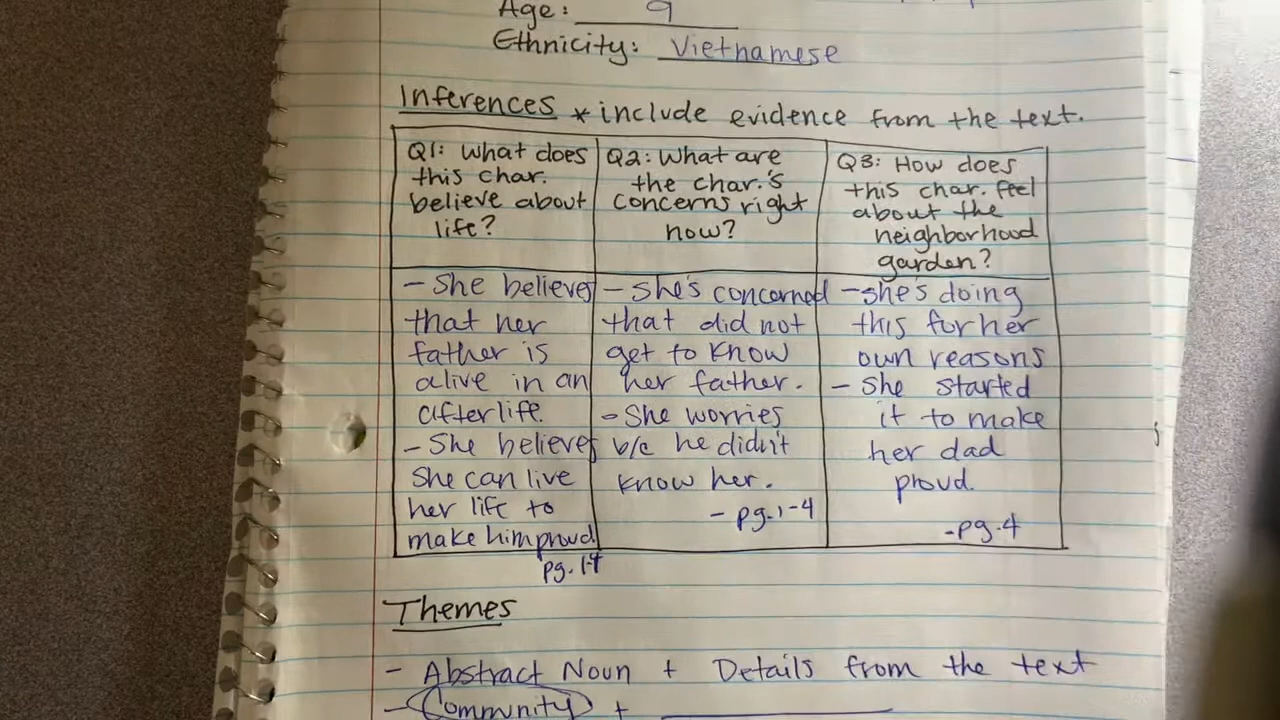 Age: 9
Ethnicity: Vietnamese
Inferences * include evidence from the text.
Q1: What does
this char.
believe about
life?
Q2: What are
the char.'s
concerns right
now?
Q3: How does
this char. feel
about the
neighborhood
garden?
- She believes
that her
father is
alive in an
afterlife.
- She believes
She can live
her life to
make him proud
pg. 1-4
- she's concerned
that did not
get to know
her father.
- She worries
b/c he didn't
know her.
- pg. 1-4
- she's doing
this for her
own reasons
- She started
it to make
her dad
proud.
- pg. 4
Themes
- Abstract Noun + Details from the text
- Community +